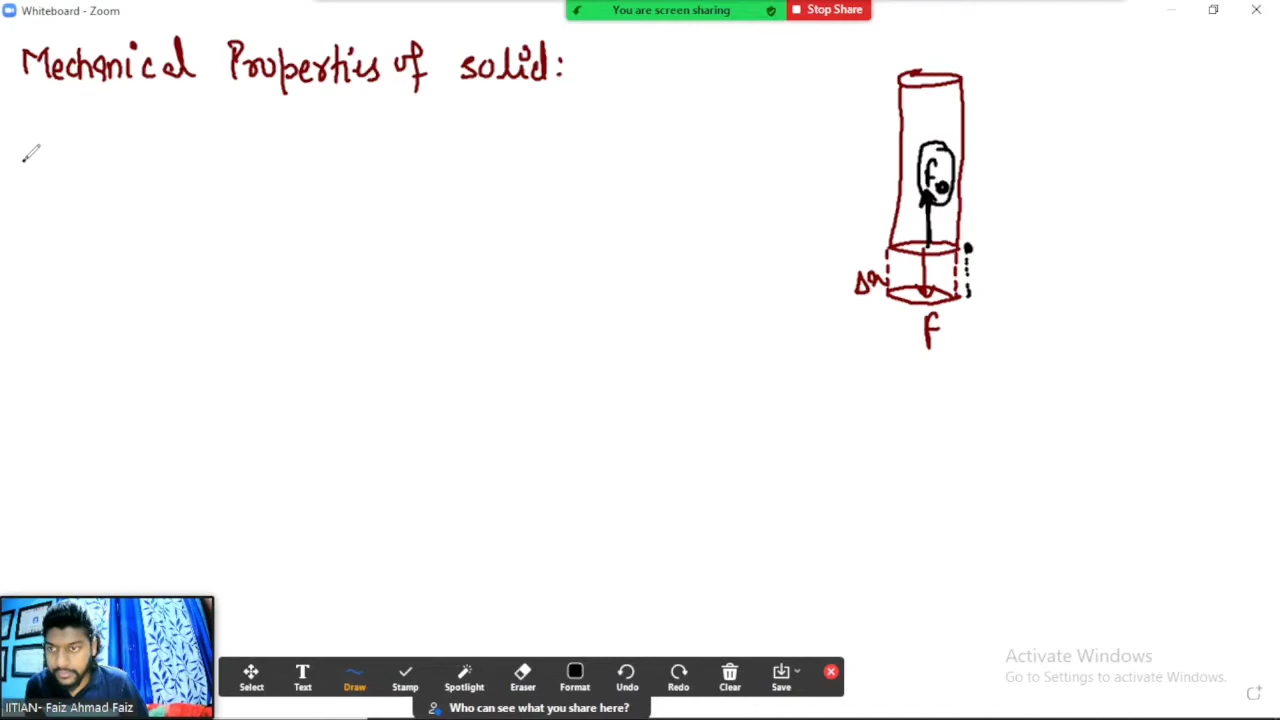 Whiteboard - Zoom
You are screen sharing
Stop Share
Mechanical Properties of solid:
f
Δx
F
Activate Windows
Go to Settings to activate Windows.
IITIAN- Faiz Ahmad Faiz
Select
Text
Draw
Stamp
Spotlight
Eraser
Format
Undo
Redo
Clear
Save
Who can see what you share here?